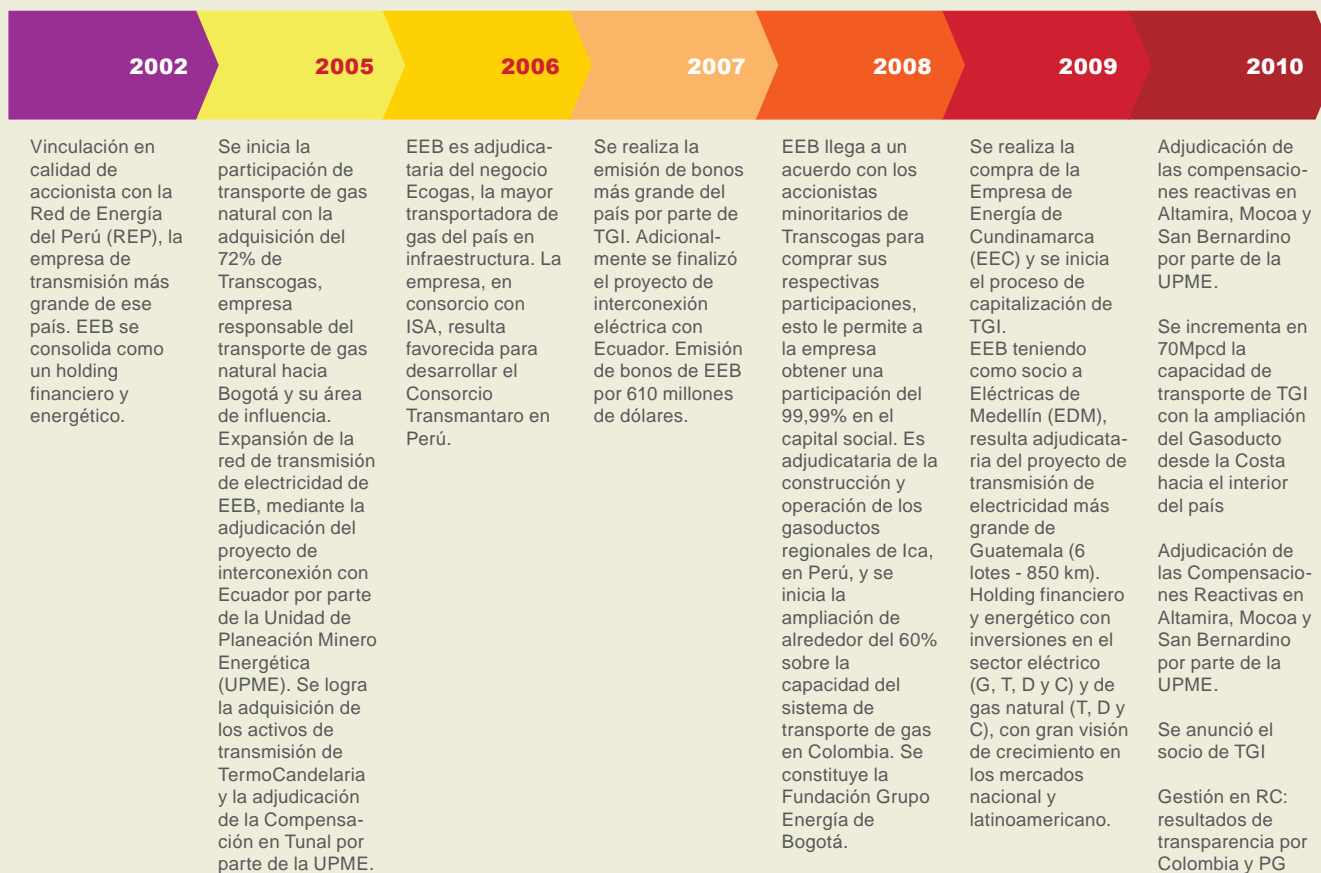 2002
Vinculación en
calidad de
accionista con la
Red de Energía
del Perú (REP), la
empresa de
transmisión más
grande de ese
país. EEB se
consolida como
un holding
financiero y
energético.
2005
Se inicia la
participación de
transporte de gas
natural con la
adquisición del
72% de
Transcogas,
empresa
responsable del
transporte de gas
natural hacia
Bogotá y su área
de influencia.
Expansión de la
red de transmisión
de electricidad de
EEB, mediante la
adjudicación del
proyecto de
interconexión con
Ecuador por parte
de la Unidad de
Planeación Minero
Energética
(UPME). Se logra
la adquisición de
los activos de
transmisión de
TermoCandelaria
y la adjudicación
de la Compensa-
ción en Tunal por
parte de la UPME.
2006
EEB es adjudica-
taria del negocio
Ecogas, la mayor
transportadora de
gas del país en
infraestructura. La
empresa, en
consorcio con
ISA, resulta
favorecida para
desarrollar el
Consorcio
Transmantaro en
Perú.
2007
Se realiza la
emisión de bonos
más grande del
país por parte de
TGI. Adicional-
mente se finalizó
el proyecto de
interconexión
eléctrica con
Ecuador. Emisión
de bonos de EEB
por 610 millones
de dólares.
2008
EEB llega a un
acuerdo con los
accionistas
minoritarios de
Transcogas para
comprar sus
respectivas
participaciones,
esto le permite a
la empresa
obtener una
participación del
99,99% en el
capital social. Es
adjudicataria de la
construcción y
operación de los
gasoductos
regionales de Ica,
en Perú, y se
inicia la
ampliación de
alrededor del 60%
sobre la
capacidad del
sistema de
transporte de gas
en Colombia. Se
constituye la
Fundación Grupo
Energía de
Bogotá.
2009
Se realiza la
compra de la
Empresa de
Energía de
Cundinamarca
(EEC) y se inicia
el proceso de
capitalización de
TGI.
EEB teniendo
como socio a
Eléctricas de
Medellín (EDM),
resulta adjudicata-
ria del proyecto de
transmisión de
electricidad más
grande de
Guatemala (6
lotes - 850 km).
Holding financiero
y energético con
inversiones en el
sector eléctrico
(G, T, D y C) y de
gas natural (T, D y
C), con gran visión
de crecimiento en
los mercados
nacional y
latinoamericano.
2010
Adjudicación de
las compensacio-
nes reactivas en
Altamira, Mocoa y
San Bernardino
por parte de la
UPME.
Se incrementa en
70Mpcd la
capacidad de
transporte de TGI
con la ampliación
del Gasoducto
desde la Costa
hacia el interior
del país
Adjudicación de
las Compensacio-
nes Reactivas en
Altamira, Mocoa y
San Bernardino
por parte de la
UPME.
Se anunció el
socio de TGI
Gestión en RC:
resultados de
transparencia por
Colombia y PG